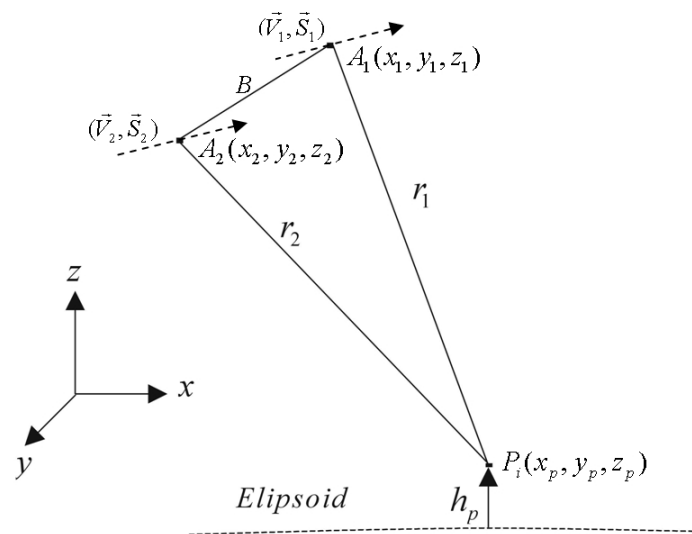 (V⃗₁, S⃗₁)
A₁(x₁, y₁, z₁)
B
(V⃗₂, S⃗₂)
A₂(x₂, y₂, z₂)
r₁
r₂
z
x
y
Pᵢ(xₚ, yₚ, zₚ)
Elipsoid
hₚ